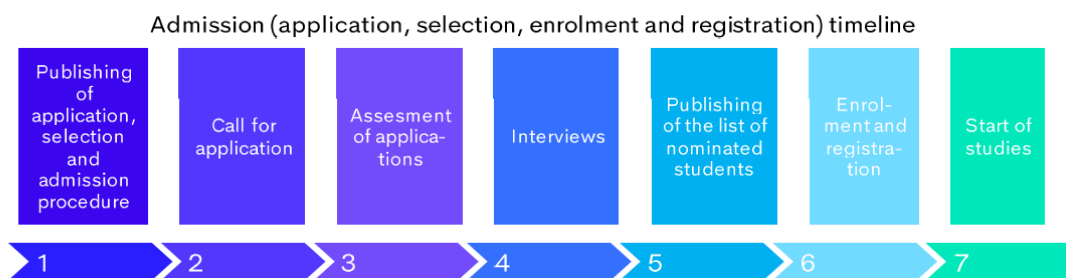 Admission (application, selection, enrolment and registration) timeline
Publishing
of
application,
selection
and
admission
procedure
Call for
application
Assesment
of applica-
tions
Interviews
Publishing
of the list of
nominated
students
Enrol-
ment and
registra-
tion
Start of
studies
1
2
3
4
5
6
7